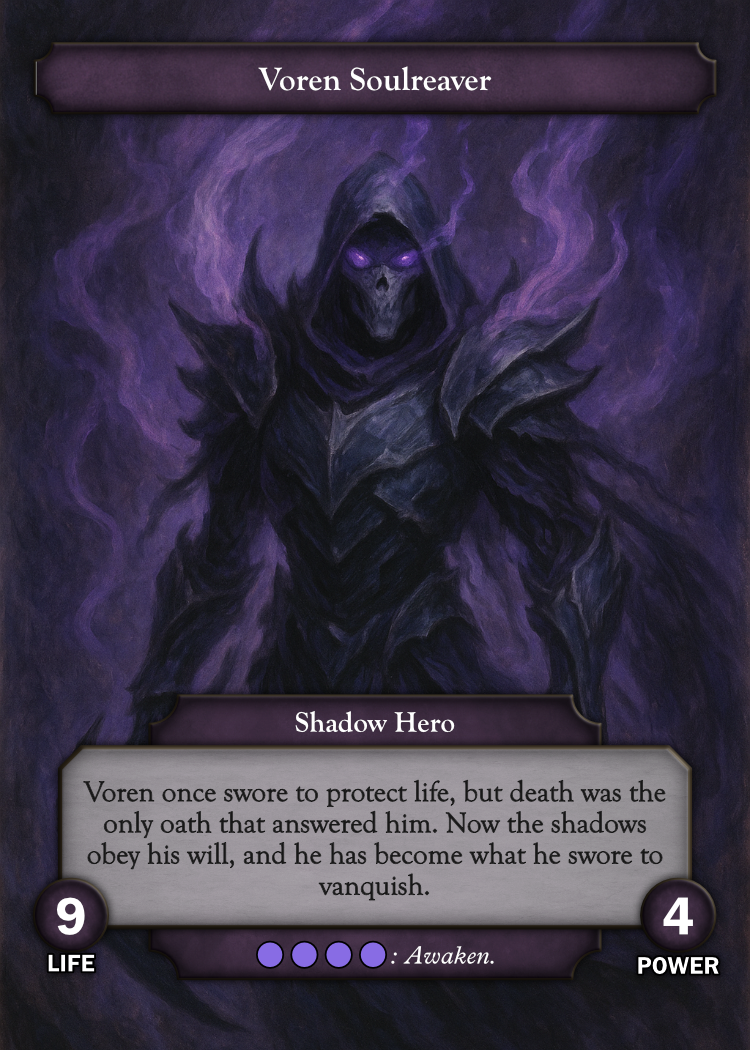 Voren Soulreaver
Shadow Hero
Voren once swore to protect life, but death was the
only oath that answered him. Now the shadows
obey his will, and he has become what he swore to
vanquish.
9
LIFE
4
POWER
: Awaken.